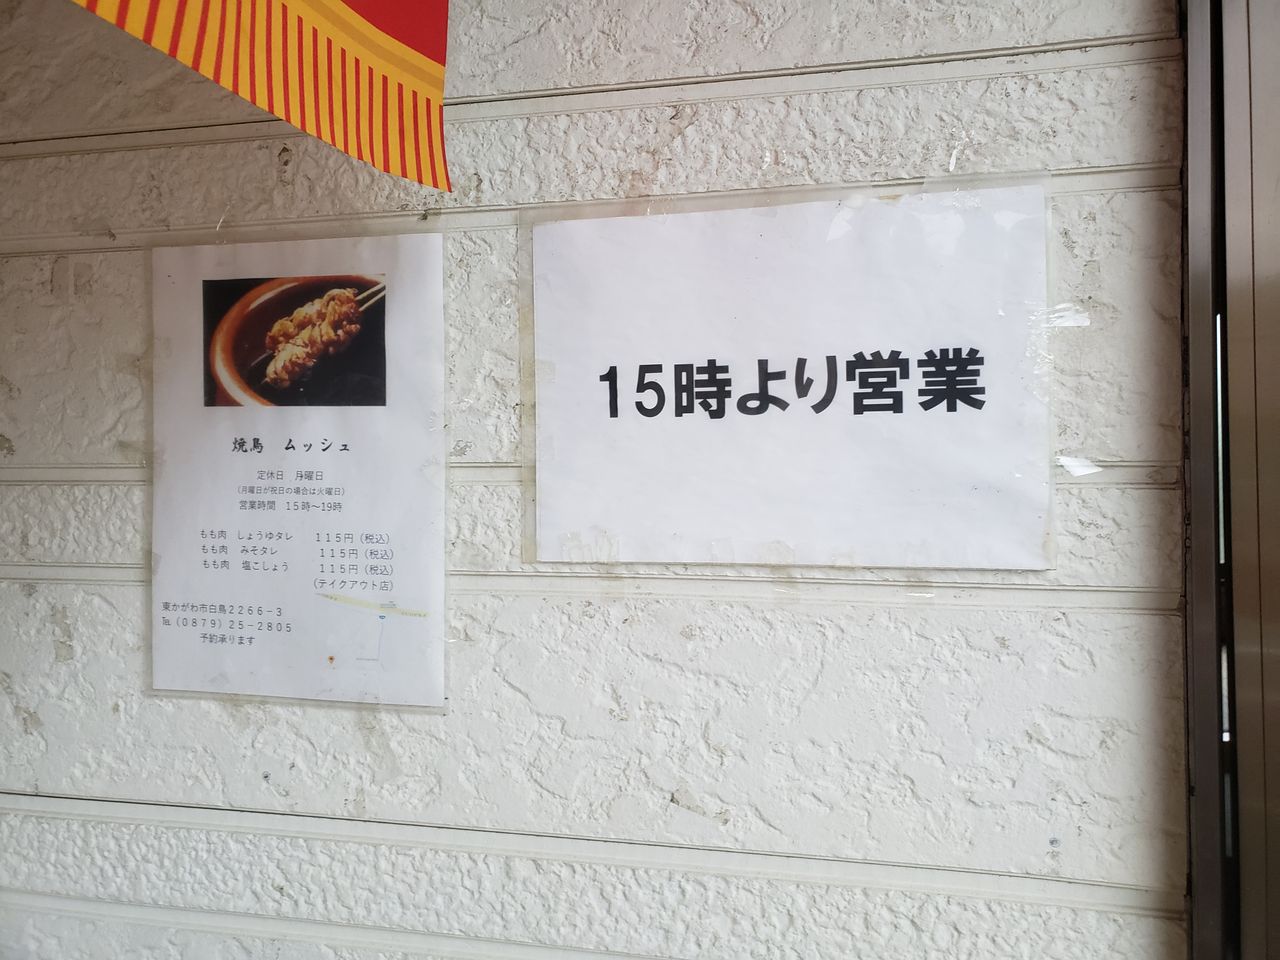 焼鳥 ムッシュ
定休日 月曜日
(月曜日が祝日の場合は火曜日)
営業時間 15時～19時
もも肉 しょうゆタレ 115円(税込)
もも肉 みそタレ 115円(税込)
もも肉 塩こしょう 115円(税込)
(テイクアウト店)
東かがわ市白鳥2266-3
℡(0879)25-2805
予約承ります
15時より営業